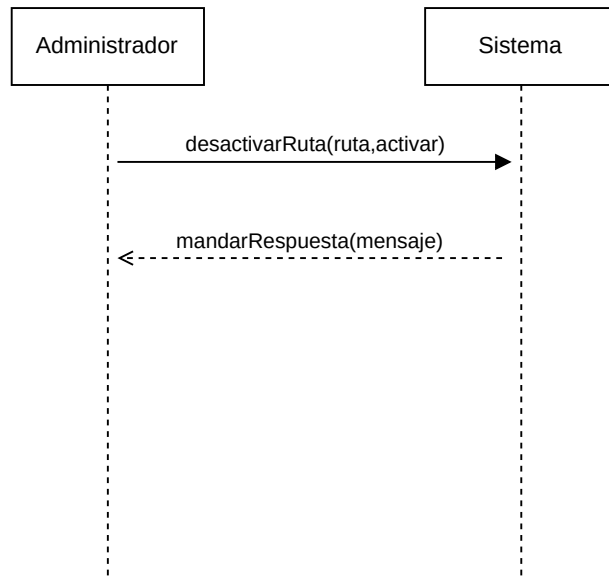 Administrador
Sistema
desactivarRuta(ruta,activar)
mandarRespuesta(mensaje)